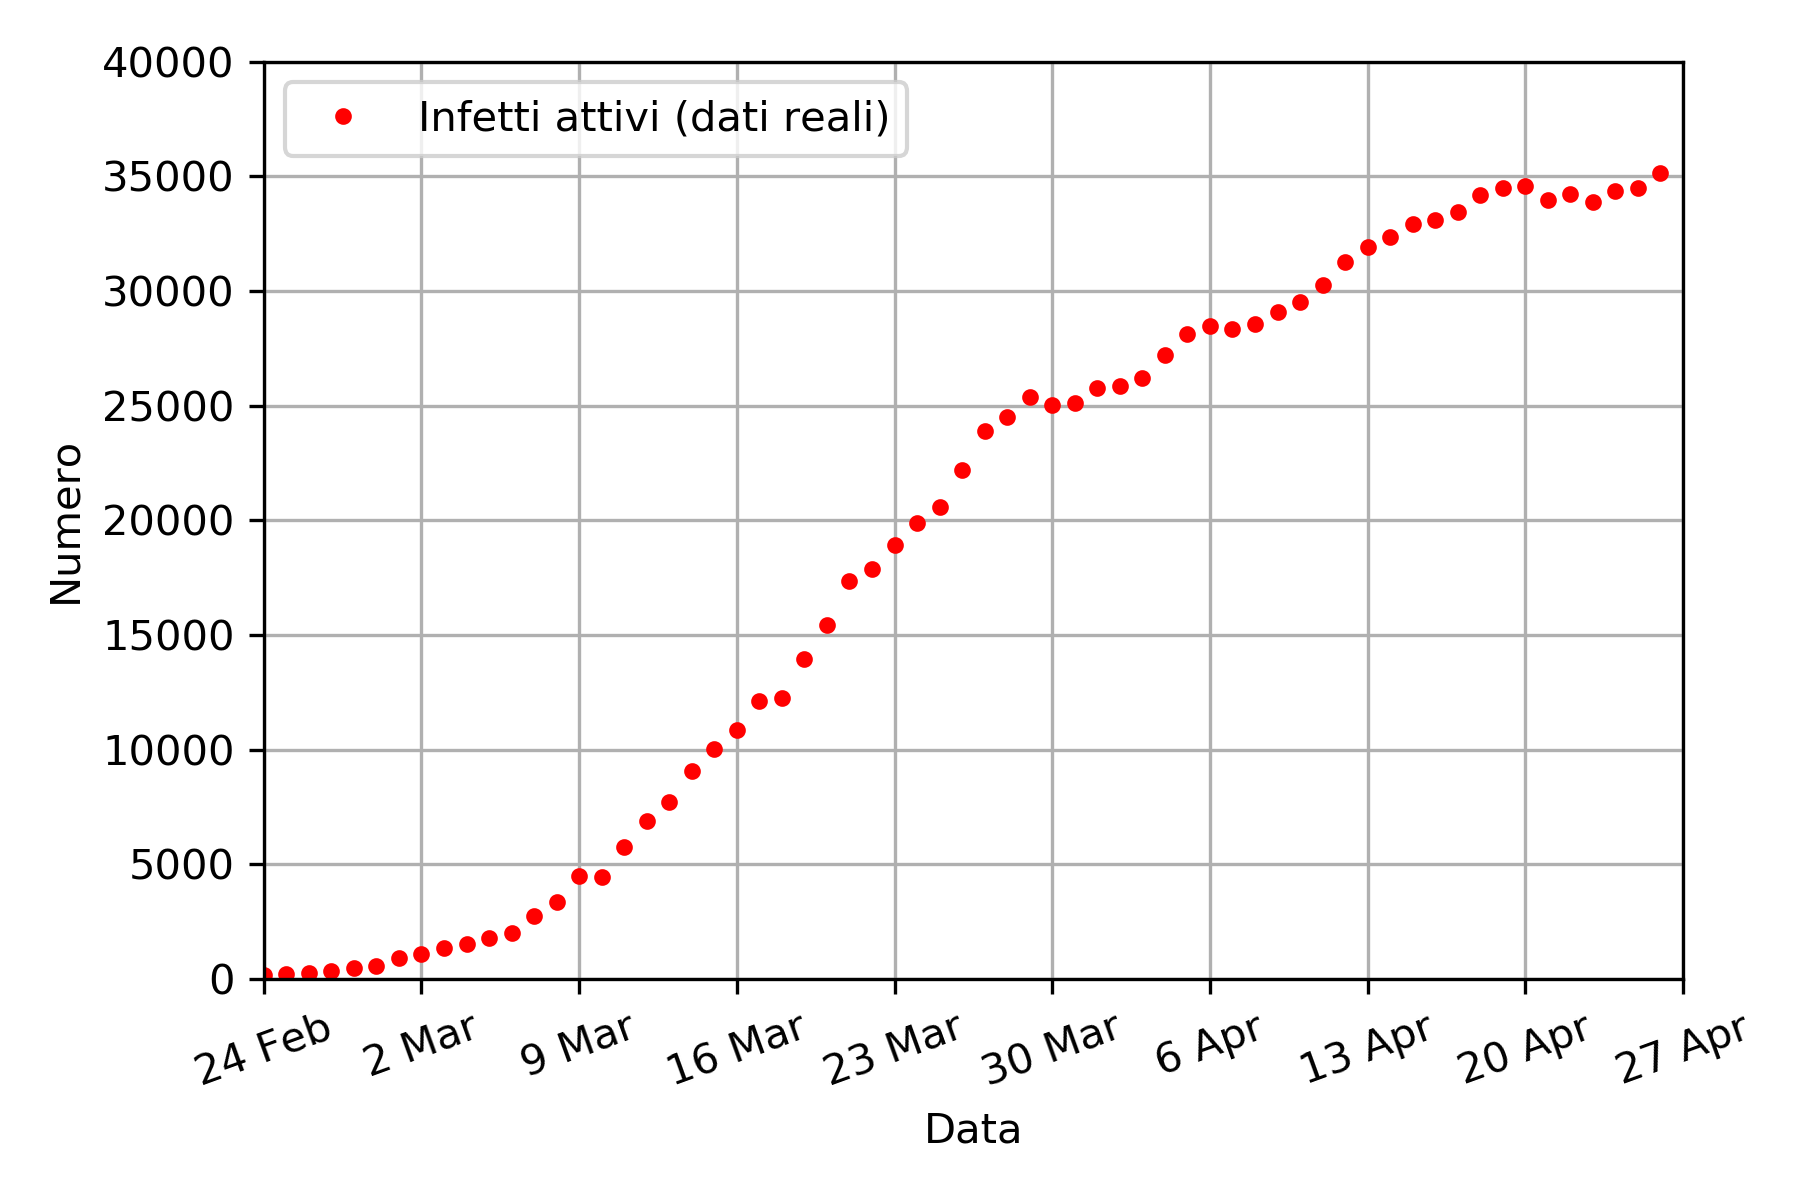 40000
Infetti attivi (dati reali)
35000
30000
25000
20000
15000
10000
5000
0
Numero
24 Feb
2 Mar
9 Mar
16 Mar
23 Mar
30 Mar
6 Apr
13 Apr
20 Apr
27 Apr
Data